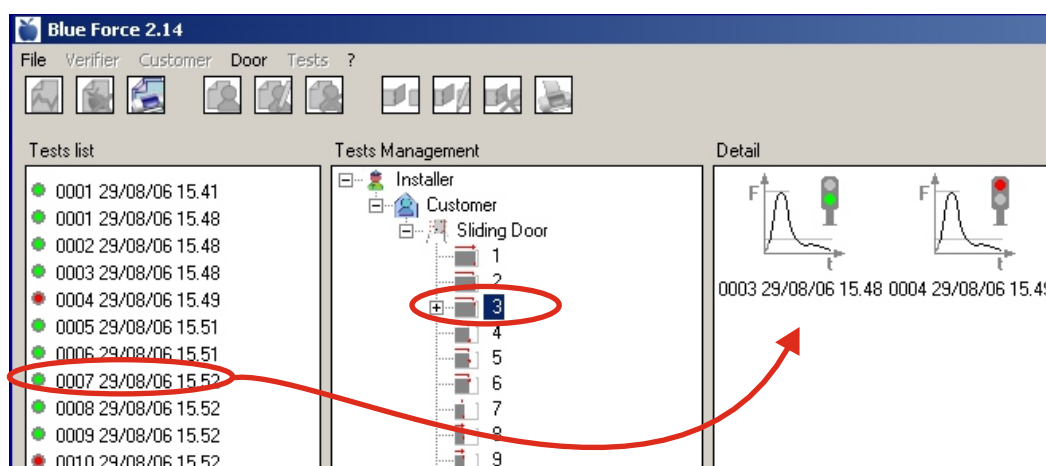 Blue Force 2.14
File Verifier Customer Door Tests ?
Tests list
0001 29/08/06 15.41
0001 29/08/06 15.48
0002 29/08/06 15.48
0003 29/08/06 15.48
0004 29/08/06 15.49
0005 29/08/06 15.51
0006 29/08/06 15.51
0007 29/08/06 15.52
0008 29/08/06 15.52
0009 29/08/06 15.52
0010 29/08/06 15.52
Tests Management
Installer
Customer
Sliding Door
1
2
3
4
5
6
7
8
9
Detail
F
t
F
t
0003 29/08/06 15.48 0004 29/08/06 15.49